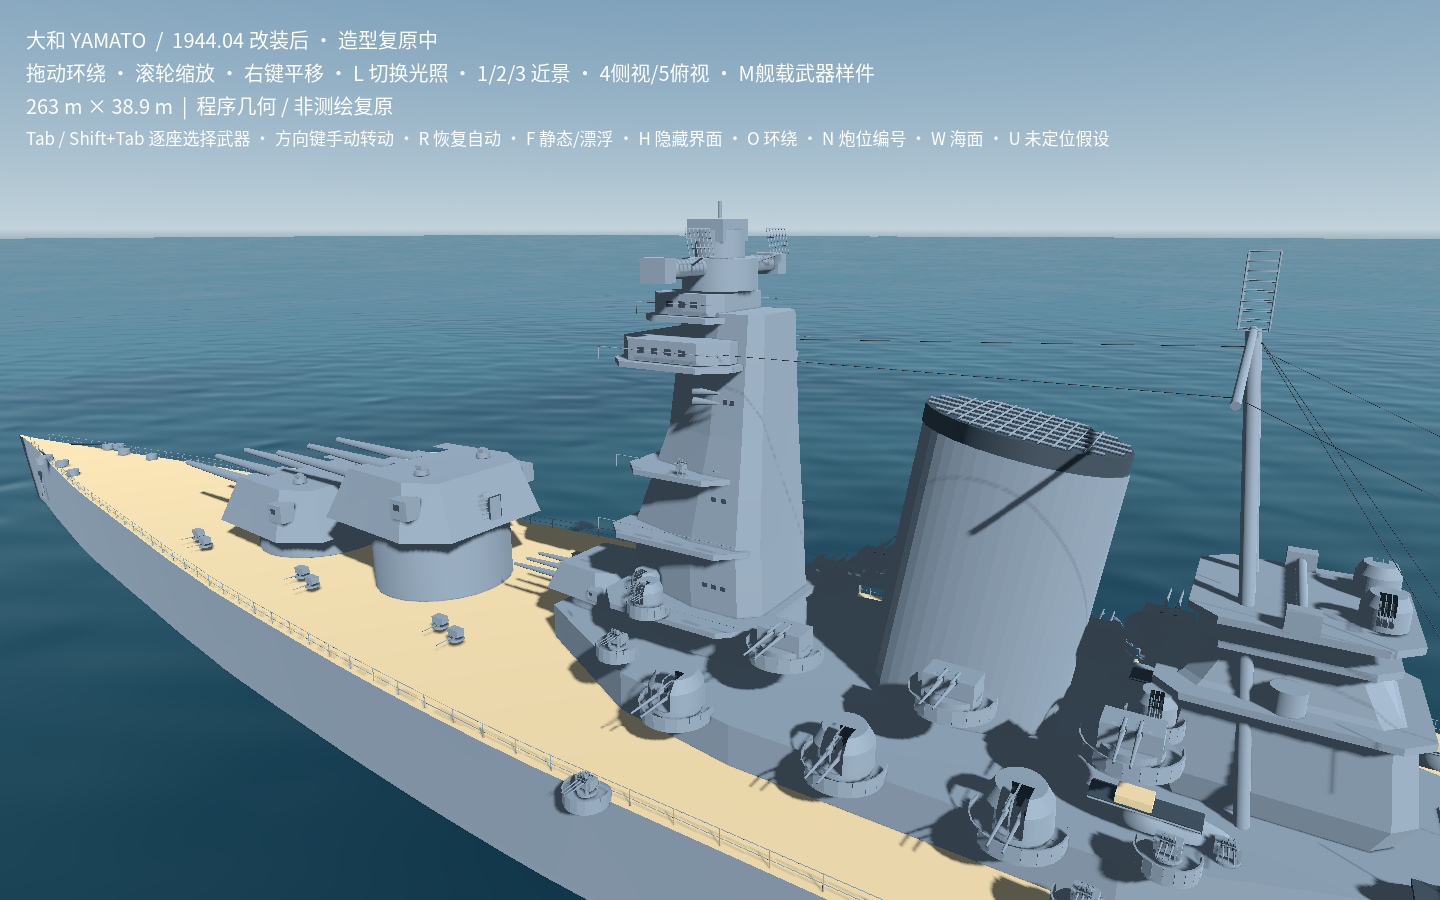 大和 YAMATO / 1944.04 改装后 · 造型复原中
拖动环绕 · 滚轮缩放 · 右键平移 · L 切换光照 · 1/2/3 近景 · 4侧视/5俯视 · M舰载武器样件
263 m × 38.9 m | 程序几何 / 非测绘复原
Tab / Shift+Tab 逐座选择武器 · 方向键手动转动 · R 恢复自动 · F 静态/漂浮 · H 隐藏界面 · O 环绕 · N 炮位编号 · W 海面 · U 未定位假设